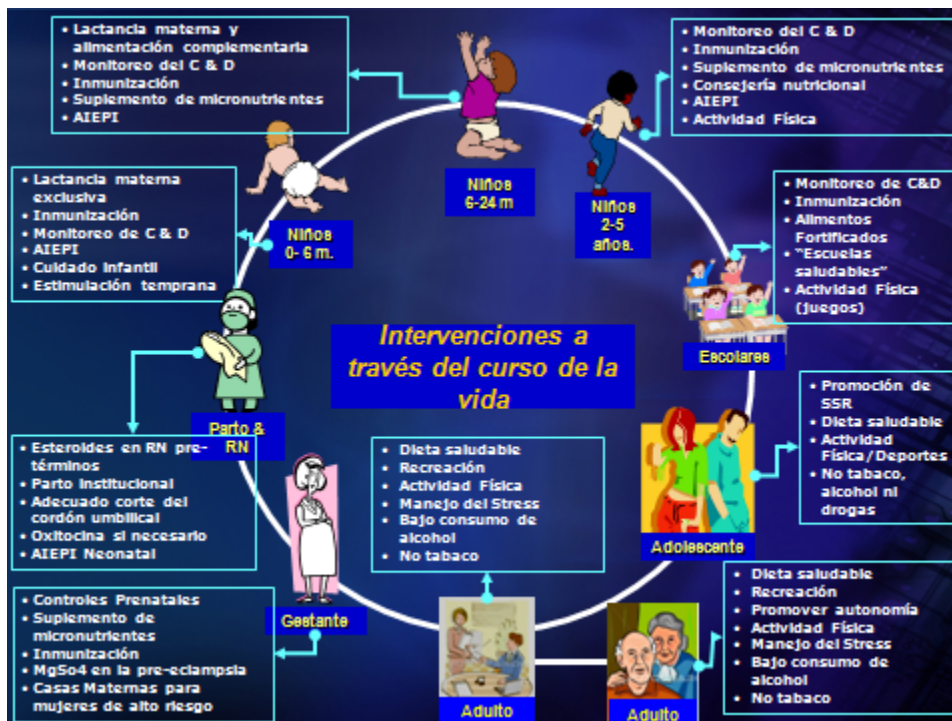 • Lactancia materna y
alimentación complementaria
• Monitoreo del C & D
• Inmunización
• Suplemento de micronutrientes
• AIEPI
• Monitoreo del C & D
• Inmunización
• Suplemento de micronutrientes
• Consejería nutricional
• AIEPI
• Actividad Física
Niños
6-24 m
Niños
2-5
años.
• Lactancia materna
exclusiva
• Inmunización
• Monitoreo de C & D
• AIEPI
• Cuidado infantil
• Estimulación temprana
Niños
0- 6 m.
• Monitoreo de C&D
• Inmunización
• Alimentos
Fortificados
• “Escuelas
saludables”
• Actividad Física
(juegos)
Escolares
Intervenciones a
través del curso de la
vida
Parto &
RN
• Esteroides en RN pre-
términos
• Parto institucional
• Adecuado corte del
cordón umbilical
• Oxitocina si necesario
• AIEPI Neonatal
• Dieta saludable
• Recreación
• Actividad Física
• Manejo del Stress
• Bajo consumo de
alcohol
• No tabaco
• Promoción de
SSR
• Dieta saludable
• Actividad
Física/Deportes
• No tabaco,
alcohol ni
drogas
Adolescente
• Controles Prenatales
• Suplemento de
micronutrientes
• Inmunización
• MgSo4 en la pre-eclampsia
• Casas Maternas para
mujeres de alto riesgo
Gestante
Adulto
Adulto
• Dieta saludable
• Recreación
• Promover autonomía
• Actividad Física
• Manejo del Stress
• Bajo consumo de
alcohol
• No tabaco